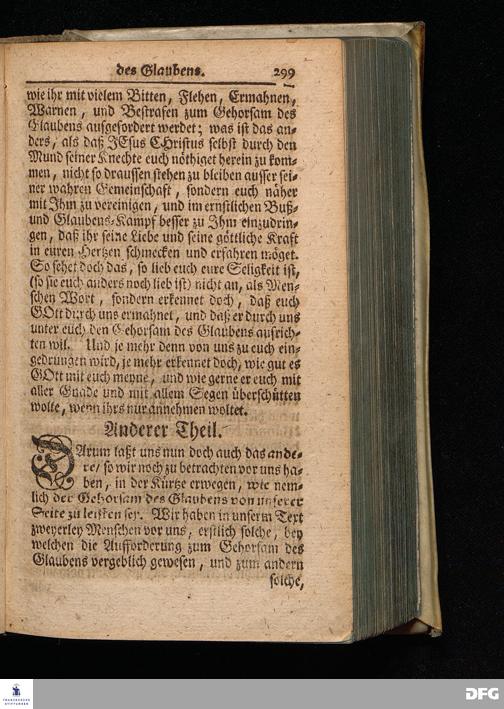 des Glaubens. 299
wie ihr mit vielem Bitten, Flehen, Ermahnen,
Warnen, und Bestrafen zum Gehorsam des
Glaubens aufgefordert werdet; was ist das an-
ders, als daß JEsus CHristus selbst durch den
Mund seiner Knechte euch nöthiget herein zu kom-
men, nicht so draussen stehen zu bleiben ausser sei-
ner wahren Gemeinschaft, sondern euch näher
mit Jhm zu vereinigen, und im ernstlichen Buß-
und Glaubens-Kampf besser zu Jhm einzudrin-
gen, daß ihr seine Liebe und seine göttliche Kraft
in euren Hertzen schmecken und erfahren möget.
So sehet doch das, so lieb euch eure Seligkeit ist,
(so sie euch anders noch lieb ist) nicht an, als Men-
schen Wort, sondern erkennet doch, daß euch
GOtt durch uns ermahnet, und daß er durch uns
unter euch den Gehorsam des Glaubens aufrich-
ten wil. Und je mehr denn von uns zu euch ein-
gedrungen wird, je mehr erkennet doch, wie gut es
GOtt mit euch meyne, und wie gerne er euch mit
aller Gnade und mit allem Segen überschütten
wolte, wenn ihrs nur annehmen woltet.
Anderer Theil.
DArum laßt uns nun doch auch das ande-
re/ so wir noch zu betrachten vor uns ha-
ben, in der Kürtze erwegen, wie nem-
lich der Gehorsam des Glaubens von unserer
Seite zu leisten sey. Wir haben in unserm Text
zweyerley Menschen vor uns, erstlich solche, bey
welchen die Aufforderung zum Gehorsam des
Glaubens vergeblich gewesen, und zum andern
solche,
FRANCKESCHE
STIFTUNGEN
DFG